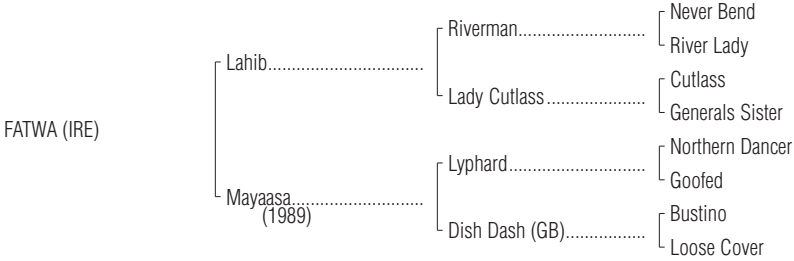 Never Bend
Riverman..............................
River Lady
Lahib....................................
Cutlass
Lady Cutlass.......................
Generals Sister
FATWA (IRE)
Northern Dancer
Lyphard................................
Goofed
Mayaasa..............................
(1989)
Bustino
Dish Dash (GB)...................
Loose Cover